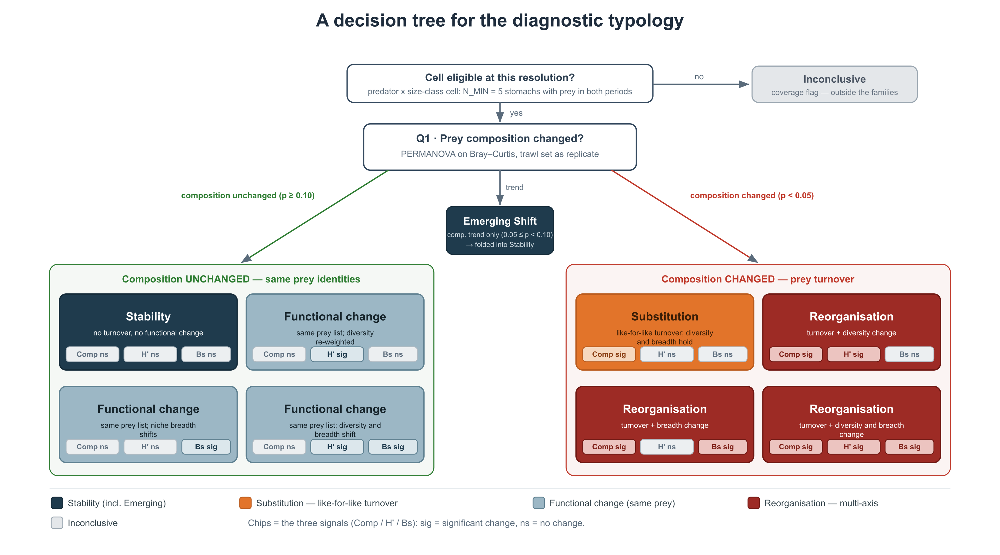 A decision tree for the diagnostic typology
Cell eligible at this resolution?
predator x size-class cell: N_MIN = 5 stomachs with prey in both periods
no
Inconclusive
coverage flag — outside the families
yes
Q1 · Prey composition changed?
PERMANOVA on Bray–Curtis, trawl set as replicate
composition unchanged (p ≥ 0.10)
trend
composition changed (p < 0.05)
Emerging Shift
comp. trend only (0.05 ≤ p < 0.10)
→ folded into Stability
Composition UNCHANGED — same prey identities
Stability
no turnover, no functional change
Comp ns
H' ns
Bs ns
Functional change
same prey list; diversity
re-weighted
Comp ns
H' sig
Bs ns
Functional change
same prey list; niche breadth
shifts
Comp ns
H' ns
Bs sig
Functional change
same prey list; diversity and
breadth shift
Comp ns
H' sig
Bs sig
Composition CHANGED — prey turnover
Substitution
like-for-like turnover; diversity
and breadth hold
Comp sig
H' ns
Bs ns
Reorganisation
turnover + diversity change
Comp sig
H' sig
Bs ns
Reorganisation
turnover + breadth change
Comp sig
H' ns
Bs sig
Reorganisation
turnover + diversity and breadth
change
Comp sig
H' sig
Bs sig
Stability (incl. Emerging)
Substitution — like-for-like turnover
Functional change (same prey)
Reorganisation — multi-axis
Inconclusive
Chips = the three signals (Comp / H' / Bs): sig = significant change, ns = no change.